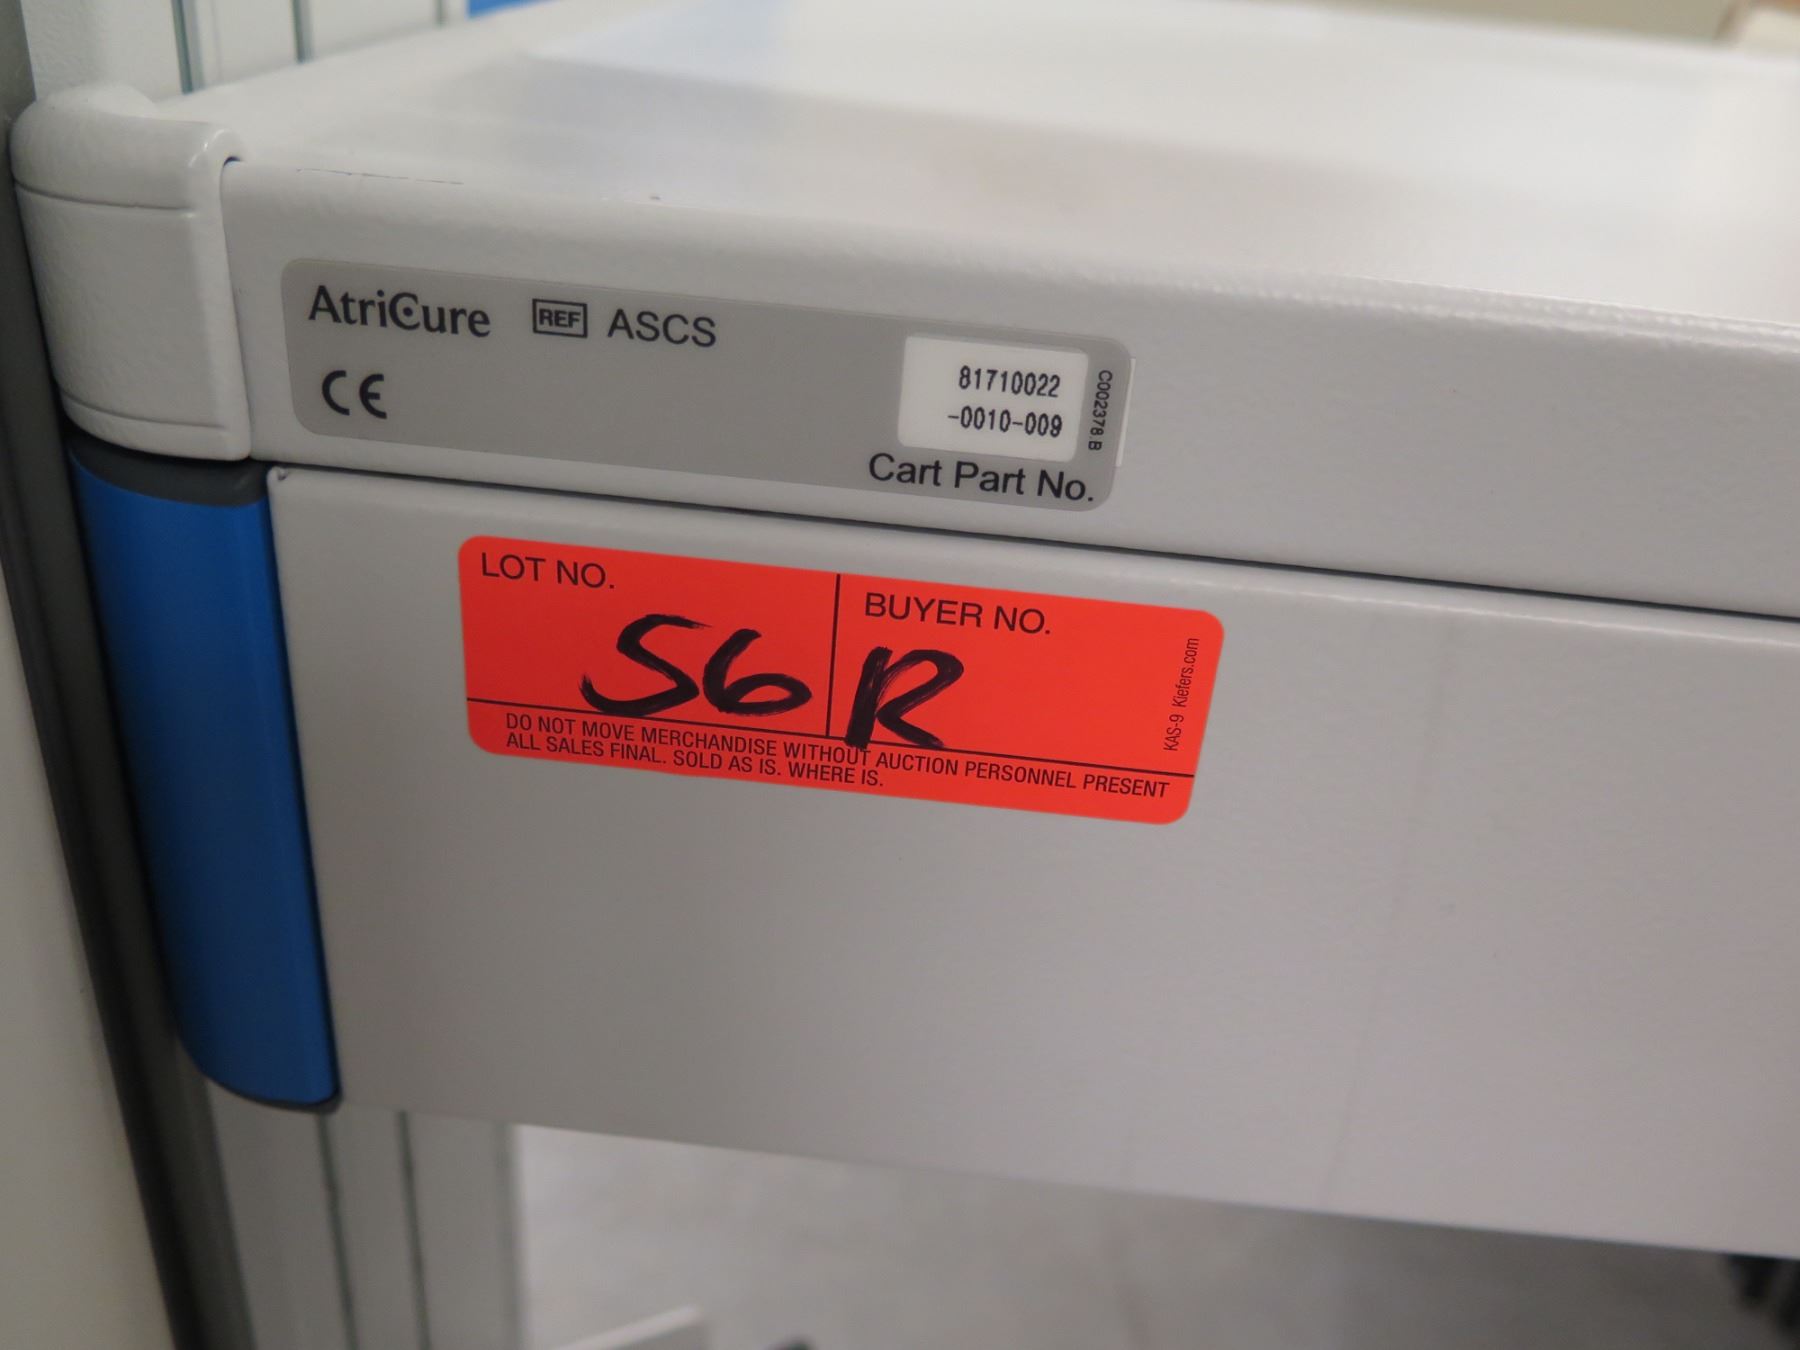 AtriCure REF ASCS
CE
81710022
-0010-009
C002378.B
Cart Part No.
LOT NO.
56
BUYER NO.
R
KAS-9 Kiefers.com
DO NOT MOVE MERCHANDISE WITHOUT AUCTION PERSONNEL PRESENT
ALL SALES FINAL. SOLD AS IS. WHERE IS.